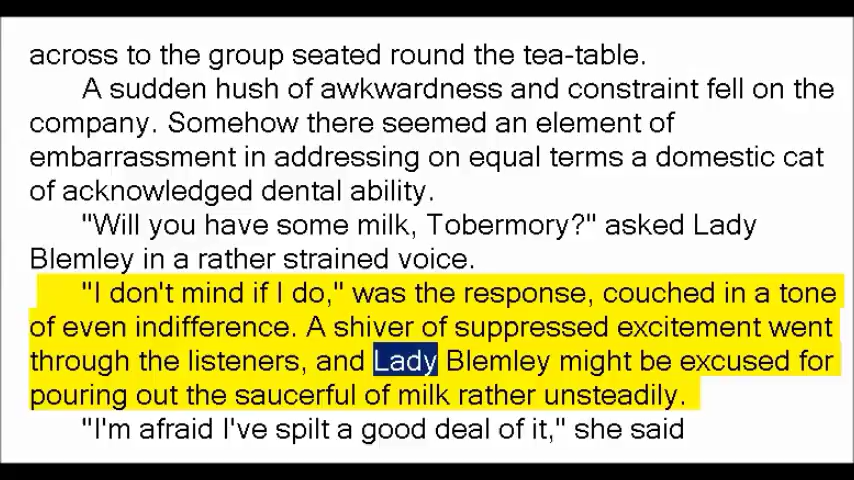 across to the group seated round the tea-table.
A sudden hush of awkwardness and constraint fell on the
company. Somehow there seemed an element of
embarrassment in addressing on equal terms a domestic cat
of acknowledged dental ability.
"Will you have some milk, Tobermory?" asked Lady
Blemley in a rather strained voice.
"I don't mind if I do," was the response, couched in a tone
of even indifference. A shiver of suppressed excitement went
through the listeners, and Lady Blemley might be excused for
pouring out the saucerful of milk rather unsteadily.
"I'm afraid I've spilt a good deal of it," she said